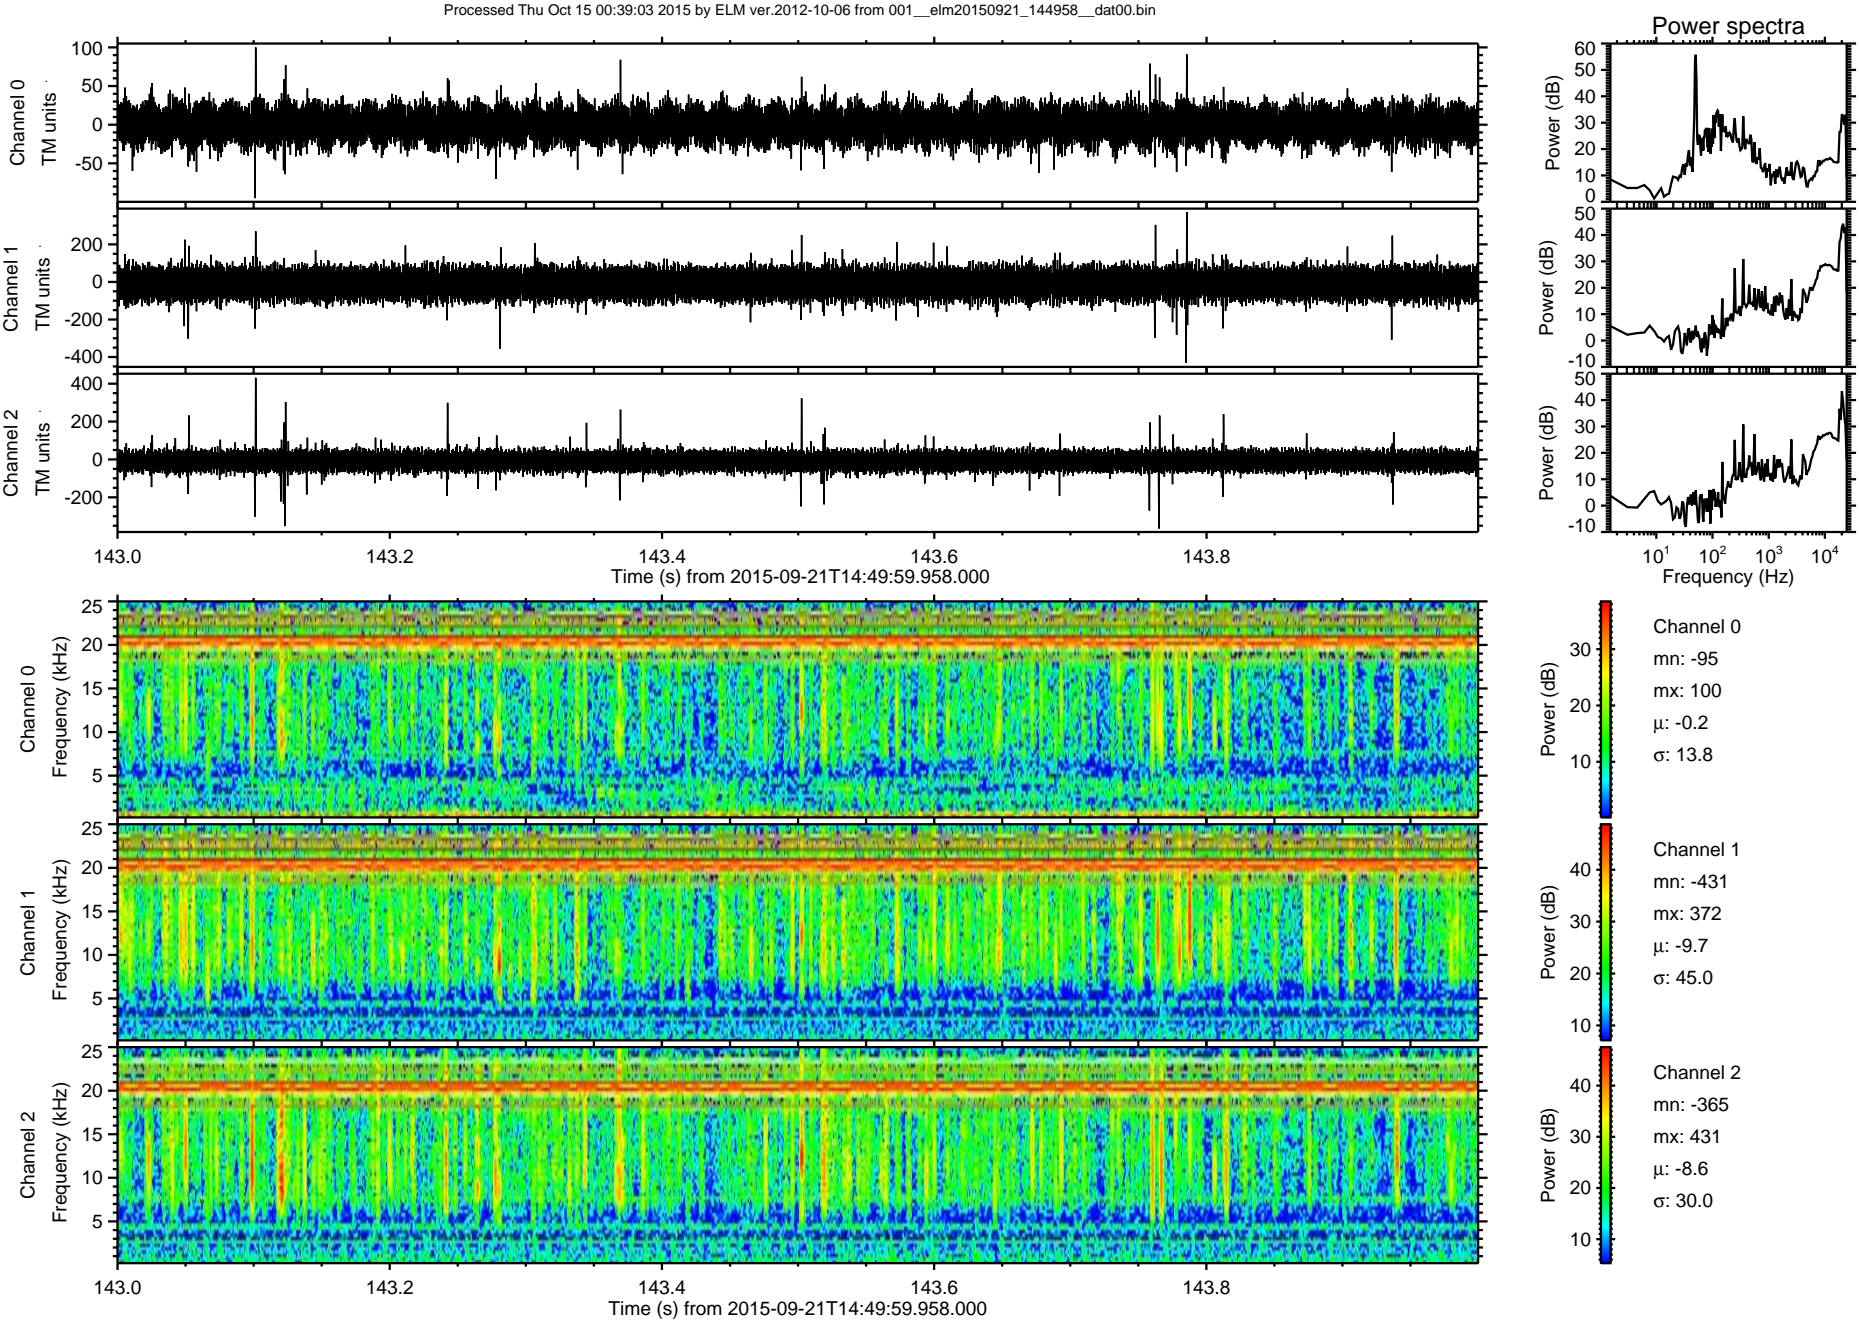 Processed Thu Oct 15 00:39:03 2015 by ELM ver.2012-10-06 from 001__elm20150921_144958__dat00.bin
Power spectra
Channel 0
TM units
100
50
0
-50
Power (dB)
60
50
40
30
20
10
0
Channel 1
TM units
200
0
-200
-400
Power (dB)
50
40
30
20
10
0
-10
Channel 2
TM units
400
200
0
-200
Power (dB)
50
40
30
20
10
0
-10
143.0 143.2 143.4 143.6 143.8
Time (s) from 2015-09-21T14:49:59.958.000
10^1 10^2 10^3 10^4
Frequency (Hz)
Channel 0
Frequency (kHz)
25
20
15
10
5
Power (dB)
30
20
10
Channel 0
mn: -95
mx: 100
μ: -0.2
σ: 13.8
Channel 1
Frequency (kHz)
25
20
15
10
5
Power (dB)
40
30
20
10
Channel 1
mn: -431
mx: 372
μ: -9.7
σ: 45.0
Channel 2
Frequency (kHz)
25
20
15
10
5
Power (dB)
40
30
20
10
Channel 2
mn: -365
mx: 431
μ: -8.6
σ: 30.0
143.0 143.2 143.4 143.6 143.8
Time (s) from 2015-09-21T14:49:59.958.000